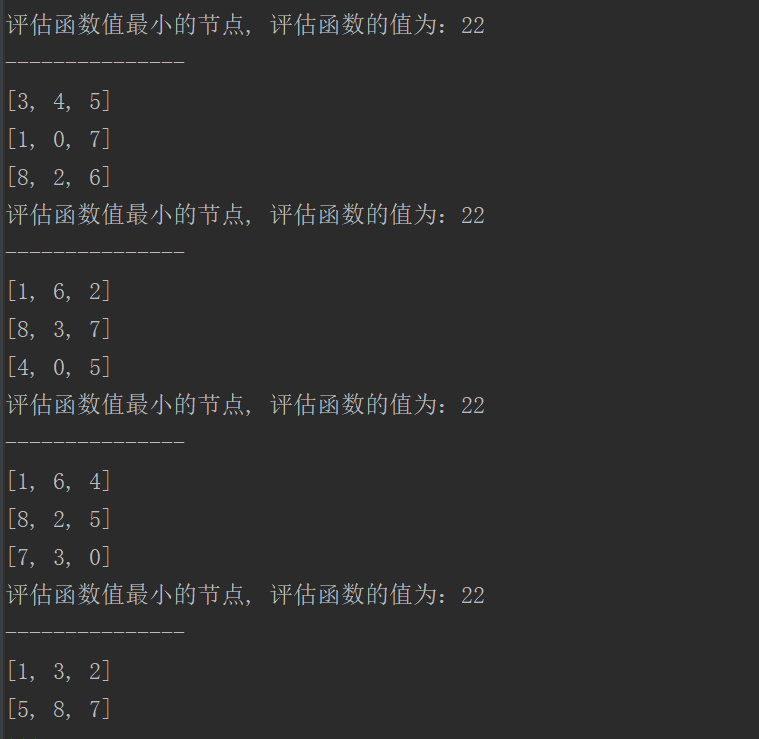 评估函数值最小的节点, 评估函数的值为: 22
---------------
[3, 4, 5]
[1, 0, 7]
[8, 2, 6]
评估函数值最小的节点, 评估函数的值为: 22
---------------
[1, 6, 2]
[8, 3, 7]
[4, 0, 5]
评估函数值最小的节点, 评估函数的值为: 22
---------------
[1, 6, 4]
[8, 2, 5]
[7, 3, 0]
评估函数值最小的节点, 评估函数的值为: 22
---------------
[1, 3, 2]
[5, 8, 7]